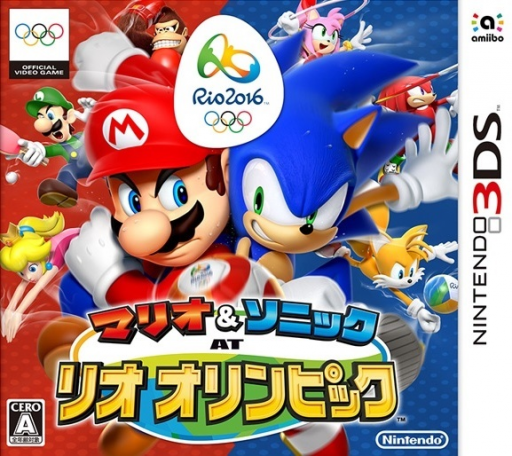 OFFICIAL
VIDEO GAME
Rio2016
amiibo
M
NINTENDO 3DS
マリオ&ソニック
AT
リオ オリンピック
TM
CERO
A
全年齢対象
Nintendo